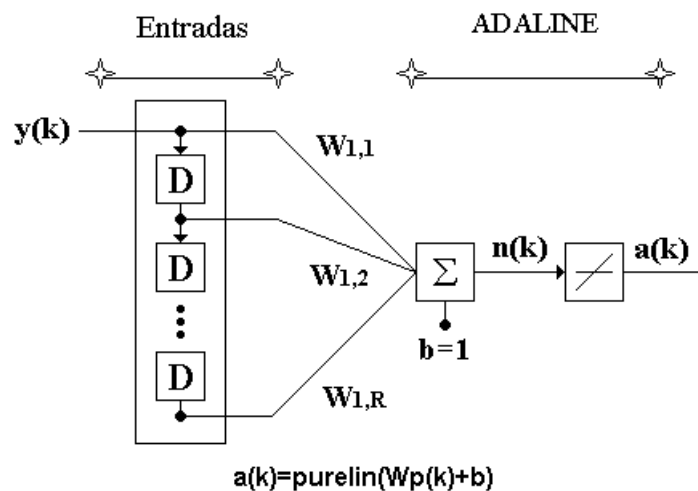 Entradas
ADALINE
y(k)
W1,1
D
D
W1,2
Σ
n(k)
a(k)
b=1
D
W1,R
a(k)=purelin(Wp(k)+b)